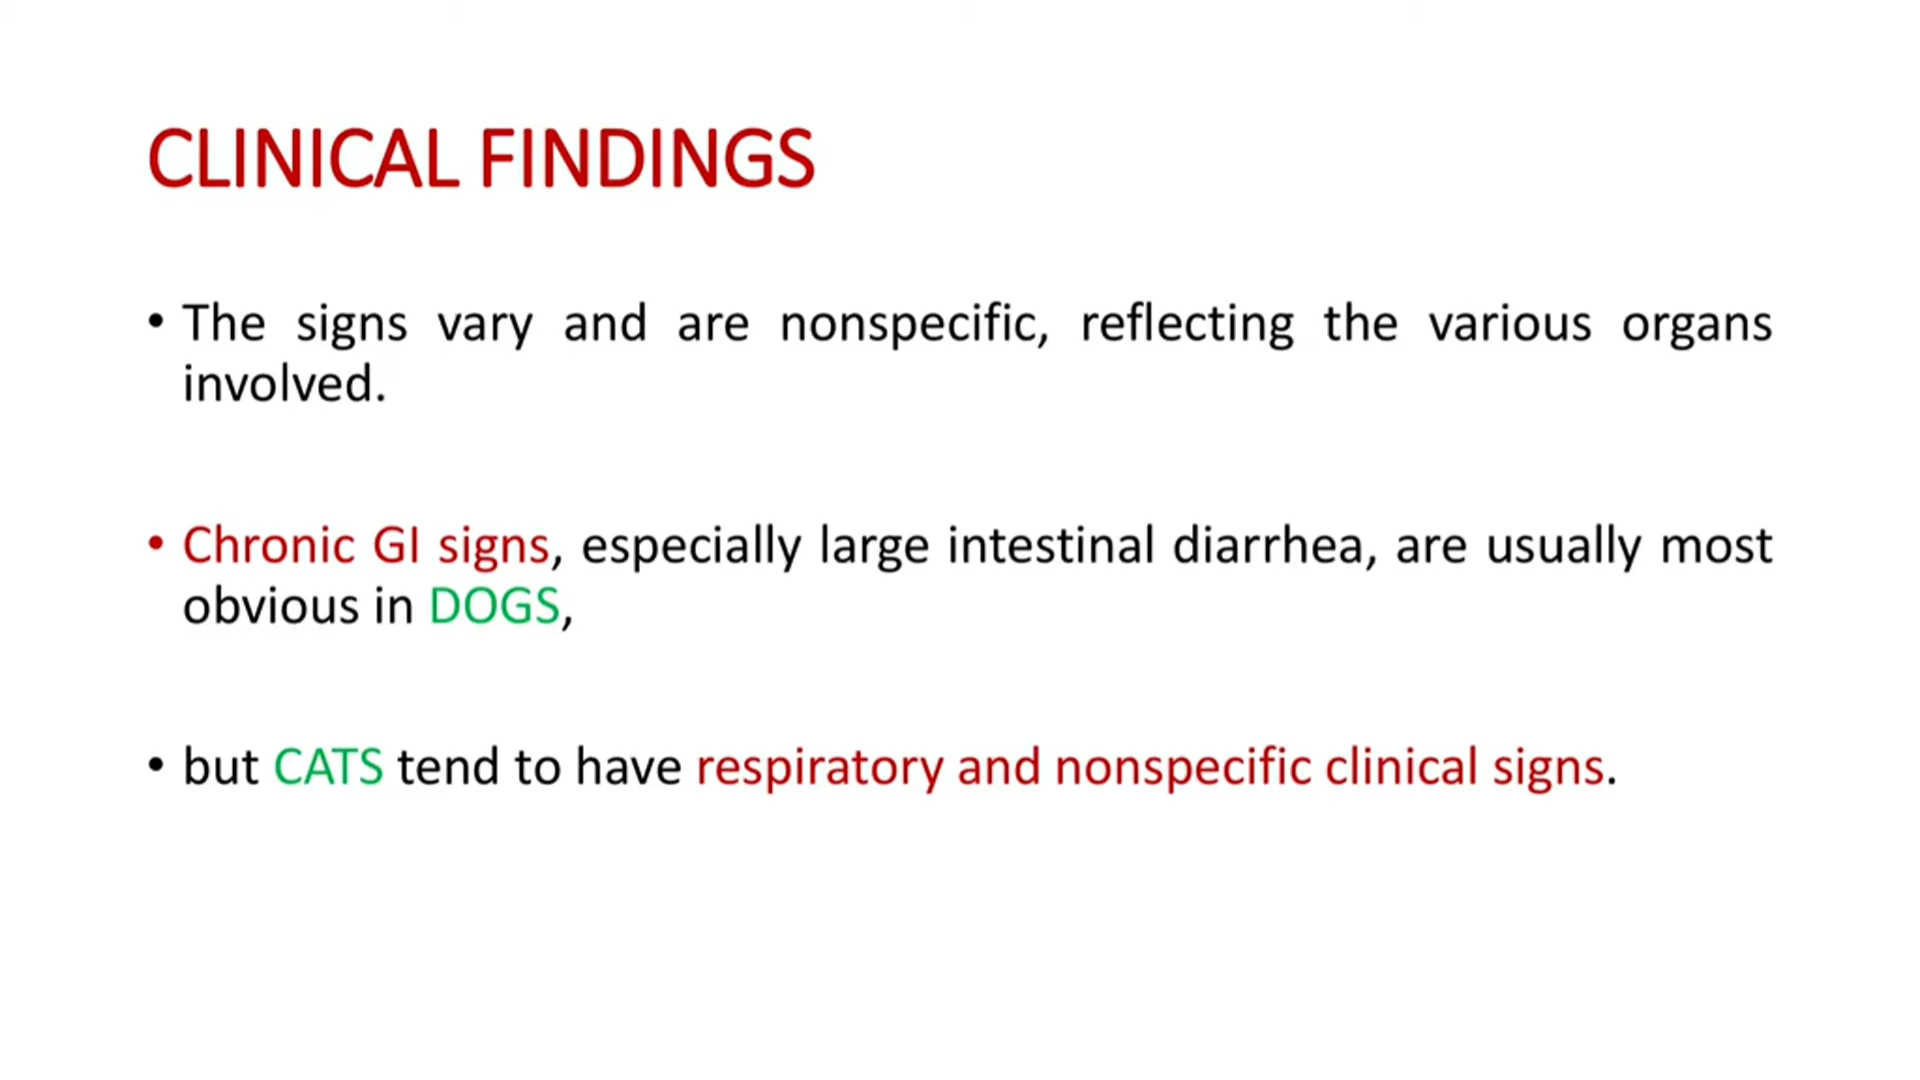 CLINICAL FINDINGS
• The signs vary and are nonspecific, reflecting the various organs
involved.
• Chronic GI signs, especially large intestinal diarrhea, are usually most
obvious in DOGS,
• but CATS tend to have respiratory and nonspecific clinical signs.